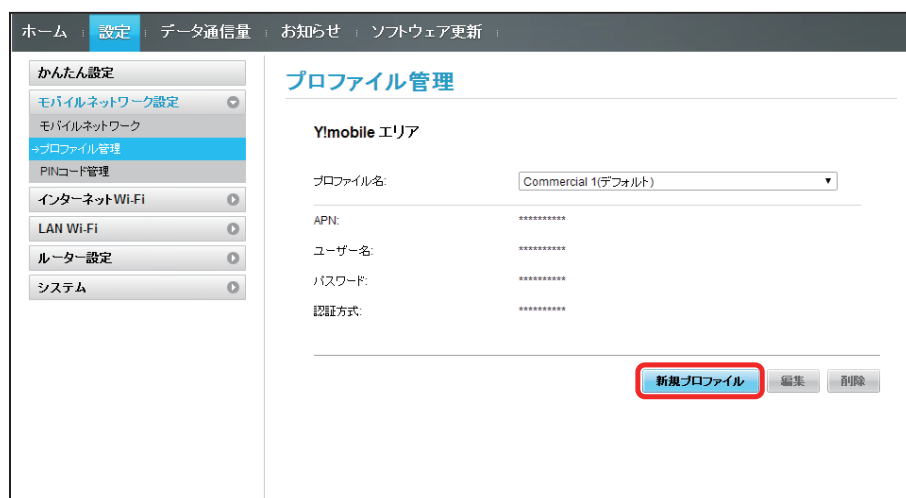 ホーム 設定 データ通信量 お知らせ ソフトウェア更新
かんたん設定
モバイルネットワーク設定
モバイルネットワーク
→プロファイル管理
PINコード管理
インターネットWi-Fi
LAN Wi-Fi
ルーター設定
システム
プロファイル管理
Y!mobile エリア
プロファイル名: Commercial 1(デフォルト)
APN: **********
ユーザー名: **********
パスワード: **********
認証方式: **********
新規プロファイル 編集 削除